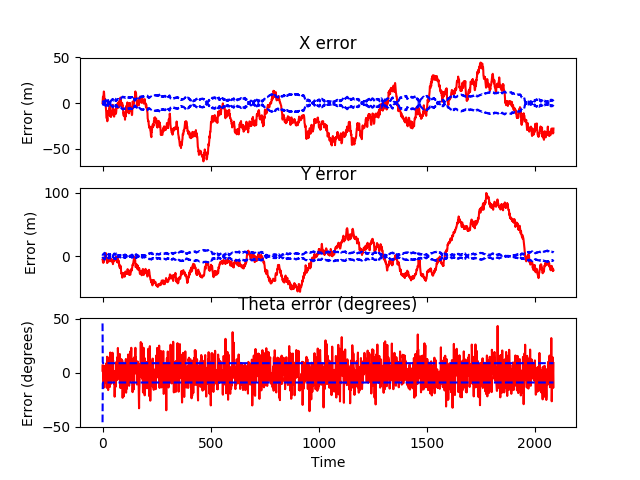 X error
50
0
−50
Error (m)
Y error
100
0
Error (m)
Theta error (degrees)
50
0
−50
Error (degrees)
0 500 1000 1500 2000
Time